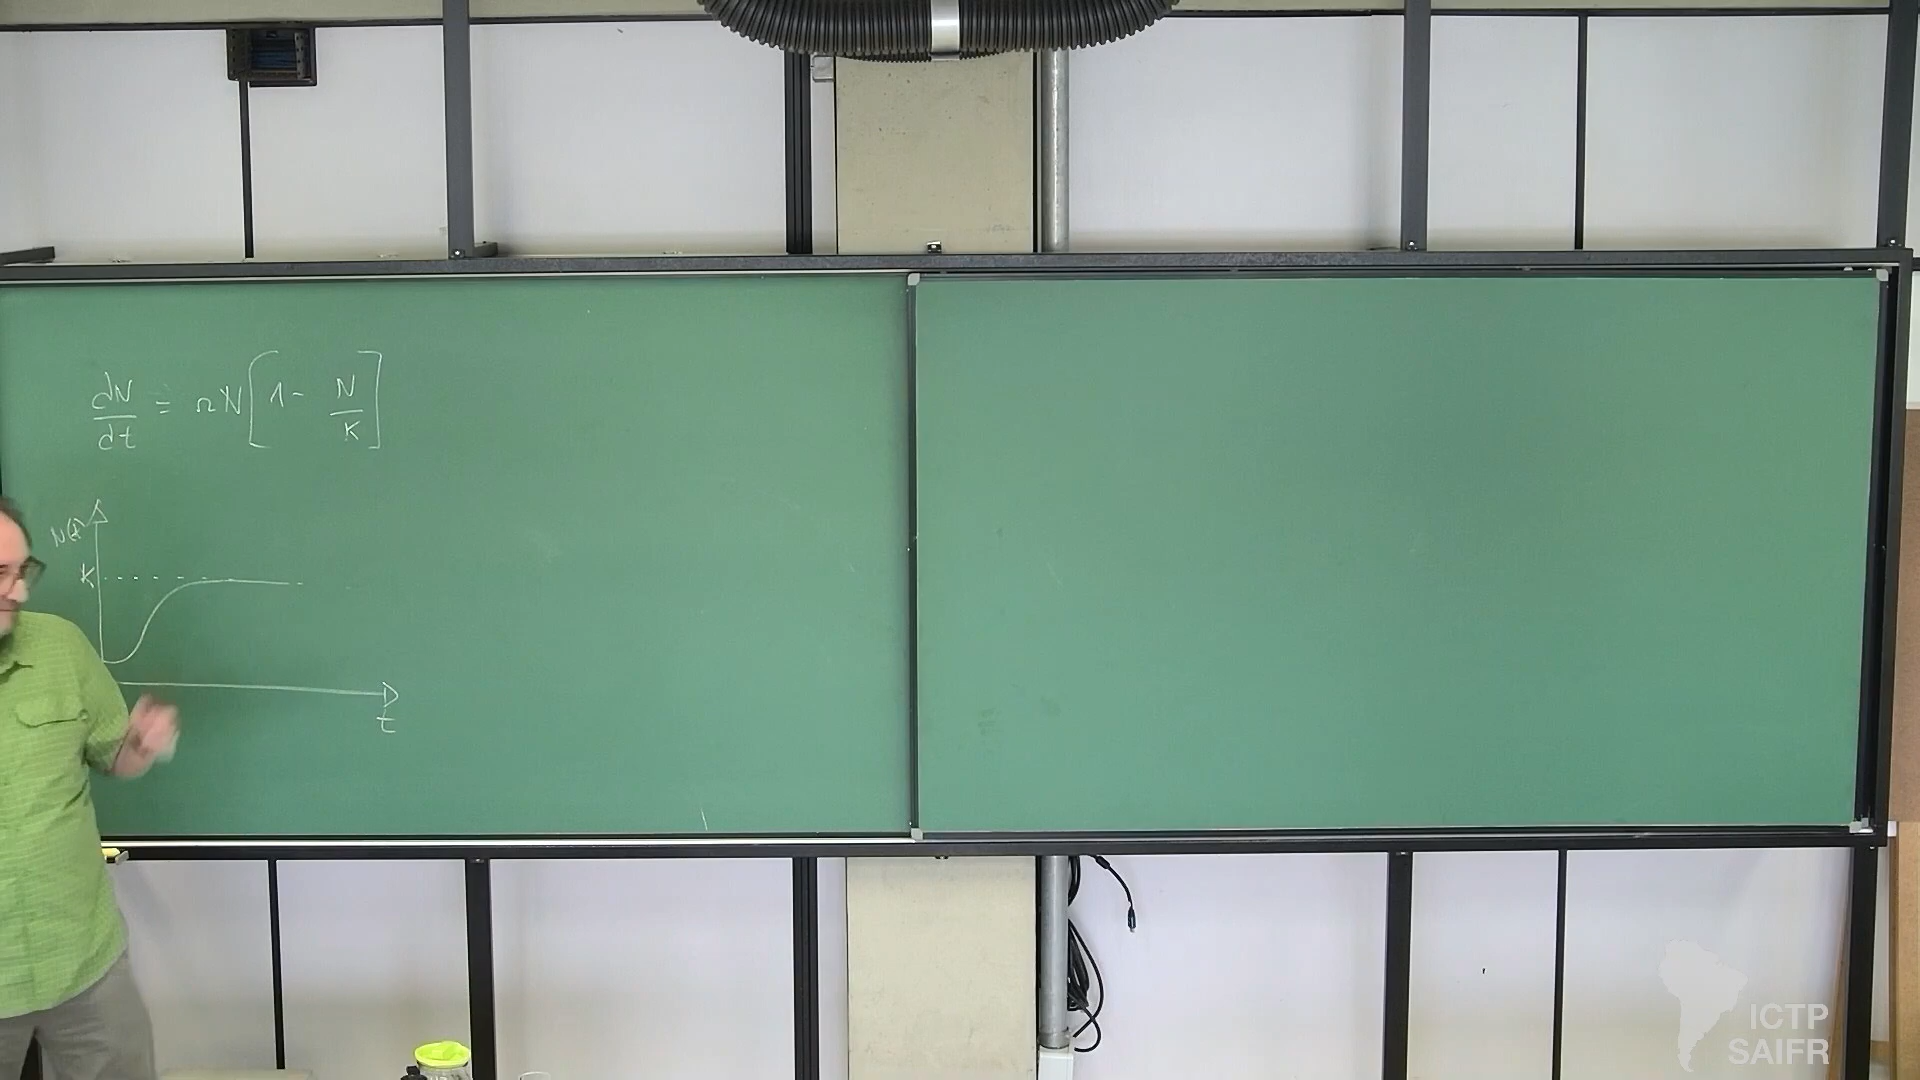 dN/dt = rN[1 - N/K]
N(t)
K
t
ICTP
SAIFR